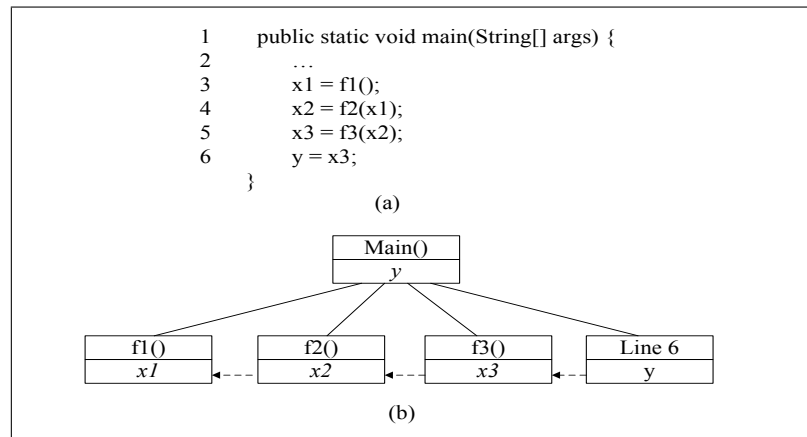 1 public static void main(String[] args) {
2 …
3 x1 = f1();
4 x2 = f2(x1);
5 x3 = f3(x2);
6 y = x3;
}
(a)
Main()
y
f1() f2() f3() Line 6
x1 x2 x3 y
(b)